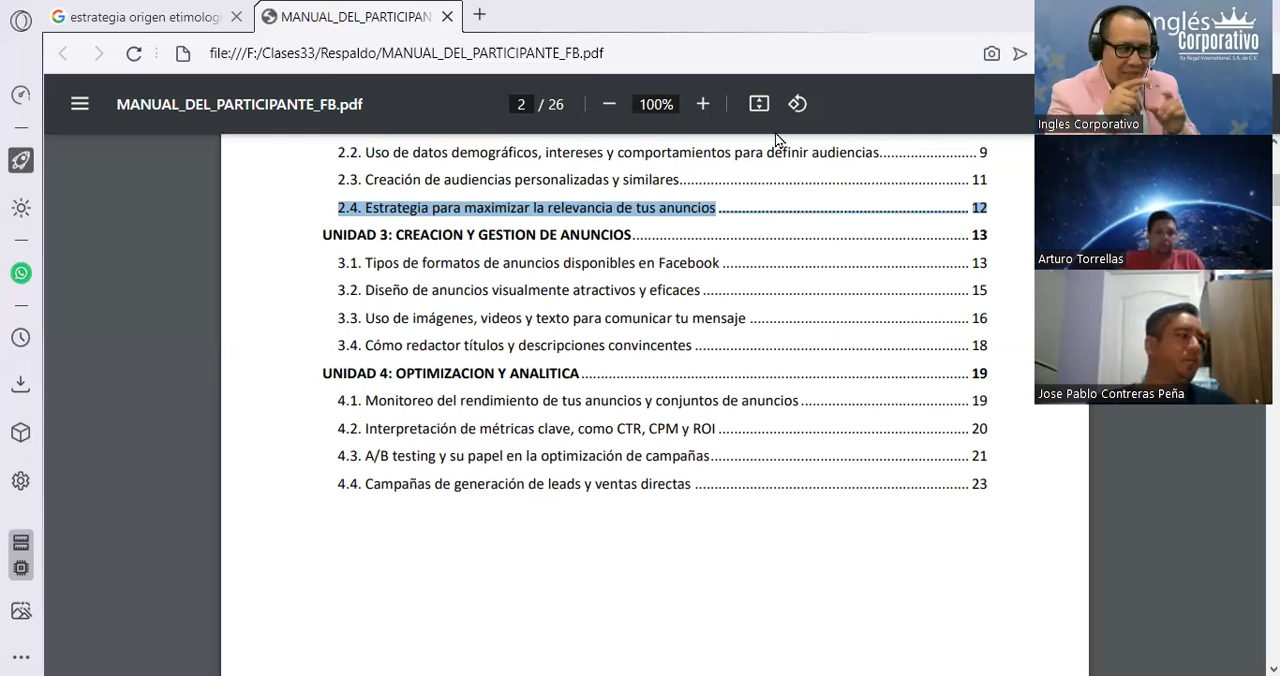 estrategia origen etimolog
MANUAL_DEL_PARTICIPAN
file:///F:/Clases33/Respaldo/MANUAL_DEL_PARTICIPANTE_FB.pdf
MANUAL_DEL_PARTICIPANTE_FB.pdf
2 / 26
100%
2.2. Uso de datos demográficos, intereses y comportamientos para definir audiencias 9
2.3. Creación de audiencias personalizadas y similares 11
2.4. Estrategia para maximizar la relevancia de tus anuncios 12
UNIDAD 3: CREACION Y GESTION DE ANUNCIOS 13
3.1. Tipos de formatos de anuncios disponibles en Facebook 13
3.2. Diseño de anuncios visualmente atractivos y eficaces 15
3.3. Uso de imágenes, videos y texto para comunicar tu mensaje 16
3.4. Cómo redactor títulos y descripciones convincentes 18
UNIDAD 4: OPTIMIZACION Y ANALITICA 19
4.1. Monitoreo del rendimiento de tus anuncios y conjuntos de anuncios 19
4.2. Interpretación de métricas clave, como CTR, CPM y ROI 20
4.3. A/B testing y su papel en la optimización de campañas 21
4.4. Campañas de generación de leads y ventas directas 23
Inglés
Corporativo
By Regal International, S.A. de C.V.
Ingles Corporativo
Arturo Torrellas
Jose Pablo Contreras Peña